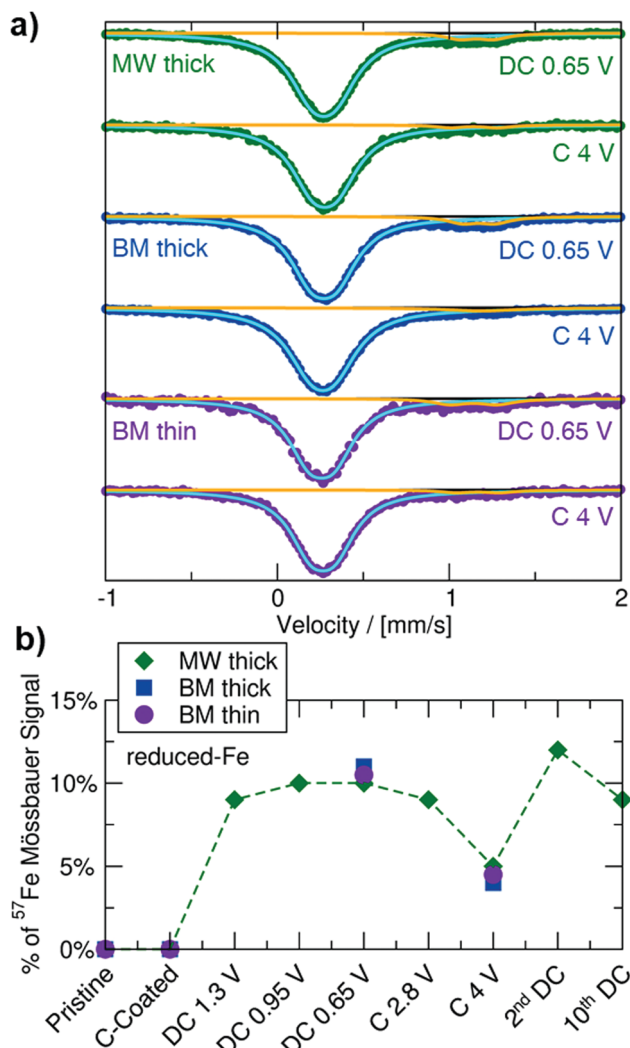 a)
MW thick
DC 0.65 V
C 4 V
BM thick
DC 0.65 V
C 4 V
BM thin
DC 0.65 V
C 4 V
-1 0 1 2
Velocity / [mm/s]
b)
MW thick
BM thick
BM thin
reduced-Fe
15%
10%
5%
0%
% of ⁵⁷Fe Mössbauer Signal
Pristine
C-Coated
DC 1.3 V
DC 0.95 V
DC 0.65 V
C 2.8 V
C 4 V
2ⁿᵈ DC
10ᵗʰ DC